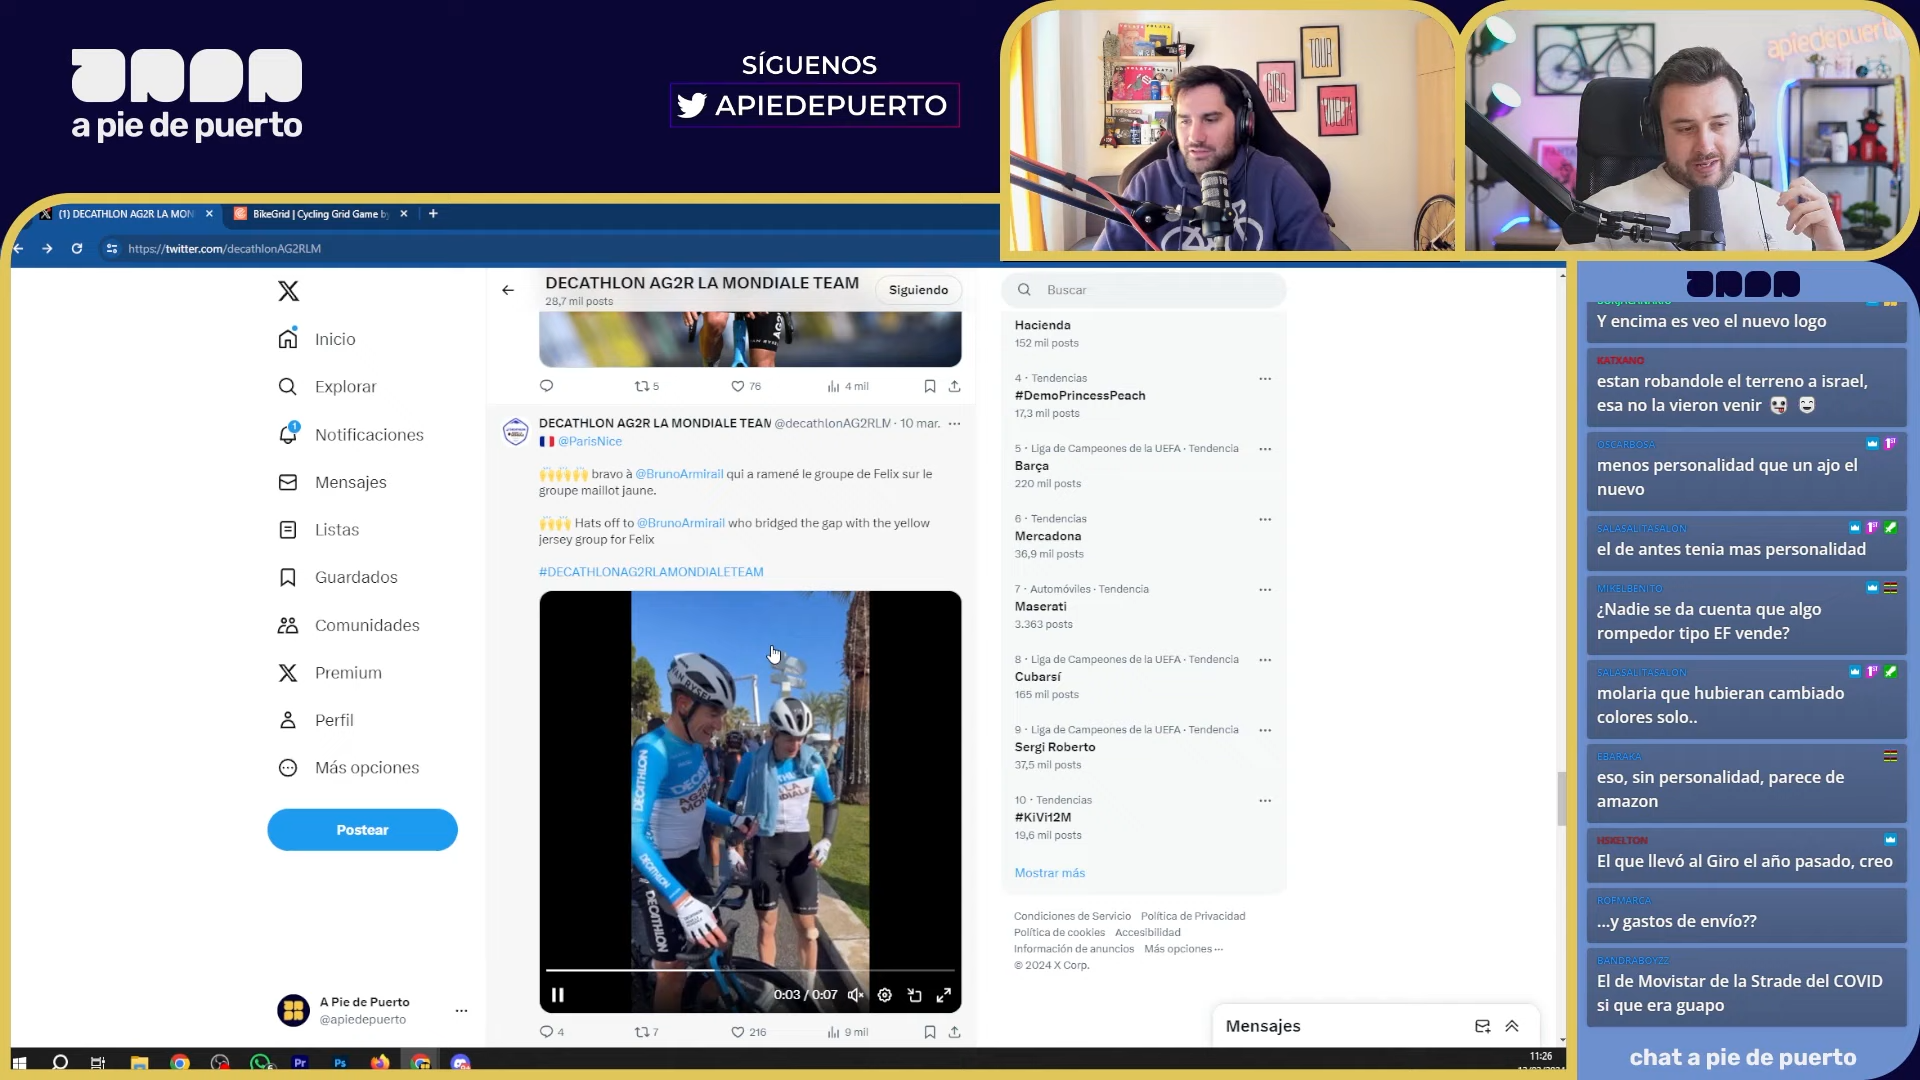 a pie de puerto
SÍGUENOS
APIEDEPUERTO
TOUR
GIRO
VUELTA
apiedepuerto
(1) DECATHLON AG2R LA MON
BikeGrid | Cycling Grid Game by
https://twitter.com/decathlonAG2RLM
Inicio
Explorar
1
Notificaciones
Mensajes
Listas
Guardados
Comunidades
Premium
Perfil
Más opciones
Postear
A Pie de Puerto
@apiedepuerto
DECATHLON AG2R LA MONDIALE TEAM
28,7 mil posts
Siguiendo
5
76
4 mil
DECATHLON AG2R LA MONDIALE TEAM @decathlonAG2RLM · 10 mar.
@ParisNice
bravo à @BrunoArmirail qui a ramené le groupe de Felix sur le
groupe maillot jaune.
Hats off to @BrunoArmirail who bridged the gap with the yellow
jersey group for Felix
#DECATHLONAG2RLAMONDIALETEAM
VAN RYSEL
DECATHLON
DECATHLON
0:03 / 0:07
4
7
216
9 mil
Buscar
Hacienda
152 mil posts
4 · Tendencias
#DemoPrincessPeach
17,3 mil posts
5 · Liga de Campeones de la UEFA · Tendencia
Barça
220 mil posts
6 · Tendencias
Mercadona
36,9 mil posts
7 · Automóviles · Tendencia
Maserati
3.363 posts
8 · Liga de Campeones de la UEFA · Tendencia
Cubarsí
165 mil posts
9 · Liga de Campeones de la UEFA · Tendencia
Sergi Roberto
37,5 mil posts
10 · Tendencias
#KiVi12M
19,6 mil posts
Mostrar más
Condiciones de Servicio Política de Privacidad
Política de cookies Accesibilidad
Información de anuncios Más opciones
© 2024 X Corp.
Mensajes
11:26
Y encima es veo el nuevo logo
KATXANO
estan robandole el terreno a israel,
esa no la vieron venir
OSCARBOSA
menos personalidad que un ajo el
nuevo
SALASALITASALON
el de antes tenia mas personalidad
MIKELBENITO
¿Nadie se da cuenta que algo
rompedor tipo EF vende?
SALASALITASALON
molaria que hubieran cambiado
colores solo..
EBARAKA
eso, sin personalidad, parece de
amazon
HSKELTON
El que llevó al Giro el año pasado, creo
ROFMARCA
...y gastos de envío??
El de Movistar de la Strade del COVID
si que era guapo
chat a pie de puerto